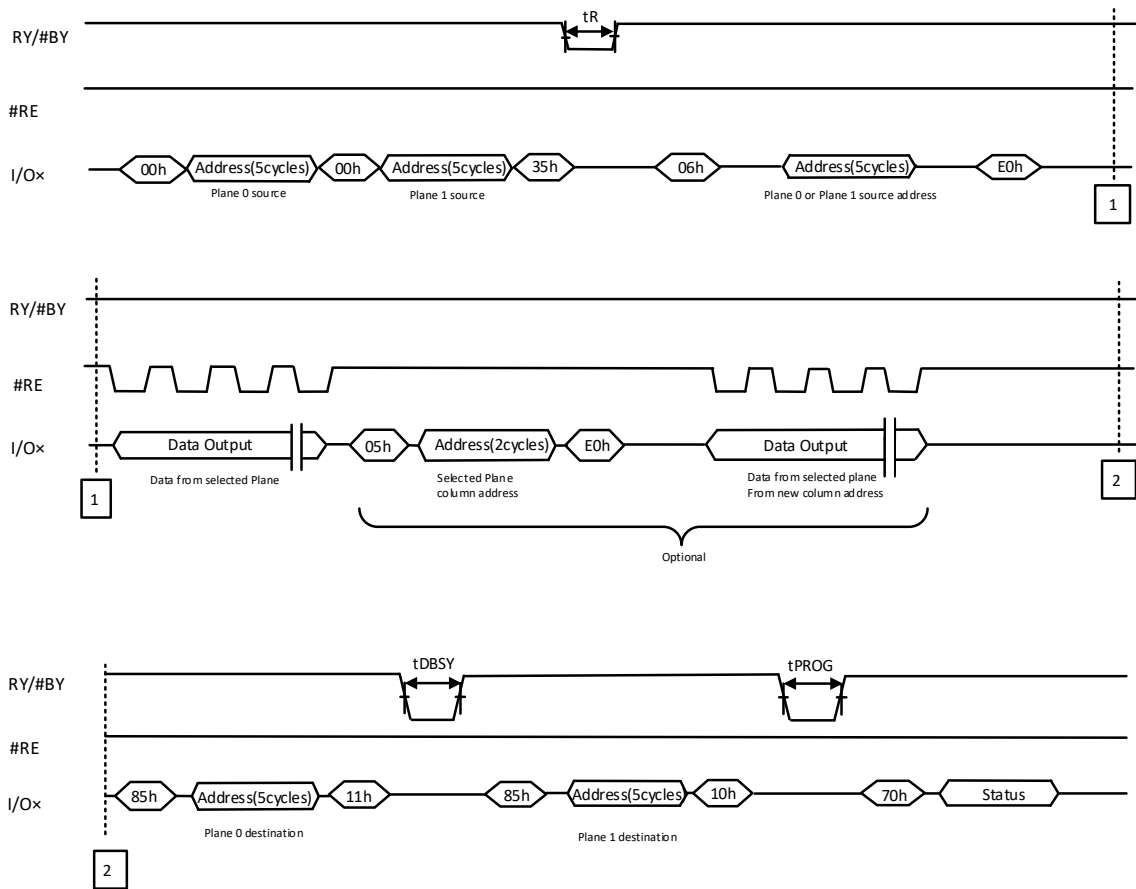 tR
RY/#BY
#RE
I/O×
00h Address(5cycles) 00h Address(5cycles) 35h 06h Address(5cycles) E0h
Plane 0 source Plane 1 source Plane 0 or Plane 1 source address
1
RY/#BY
#RE
I/O×
Data Output 05h Address(2cycles) E0h Data Output
Data from selected Plane
Selected Plane
column address
Data from selected plane
From new column address
1
2
Optional
tDBSY tPROG
RY/#BY
#RE
I/O×
85h Address(5cycles) 11h 85h Address(5cycles 10h 70h Status
Plane 0 destination Plane 1 destination
2